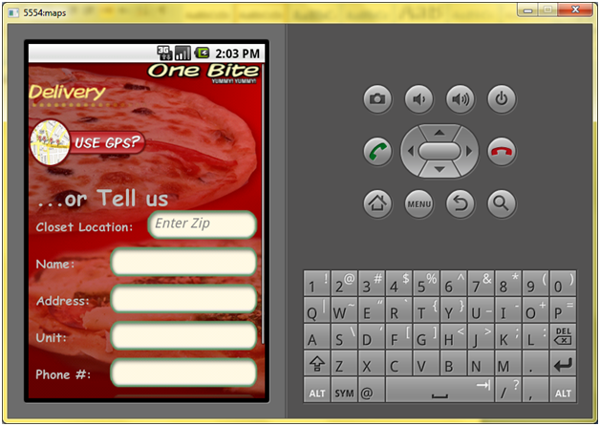 5554:maps
3G
2:03 PM
One Bite
YUMMY! YUMMY!
Delivery
USE GPS?
...or Tell us
Closet Location:
Enter Zip
Name:
Address:
Unit:
Phone #:
MENU
1 ! 2 @ 3 # 4 $ 5 % 6 ^ 7 & 8 * 9 ( 0 )
Q | W ~ E “ R ` T { Y } U _ I - O + P =
A S \ D ' F [ G ] H < J > K ; L : DEL
Z X C V B N M .
ALT SYM @ / ? , ALT